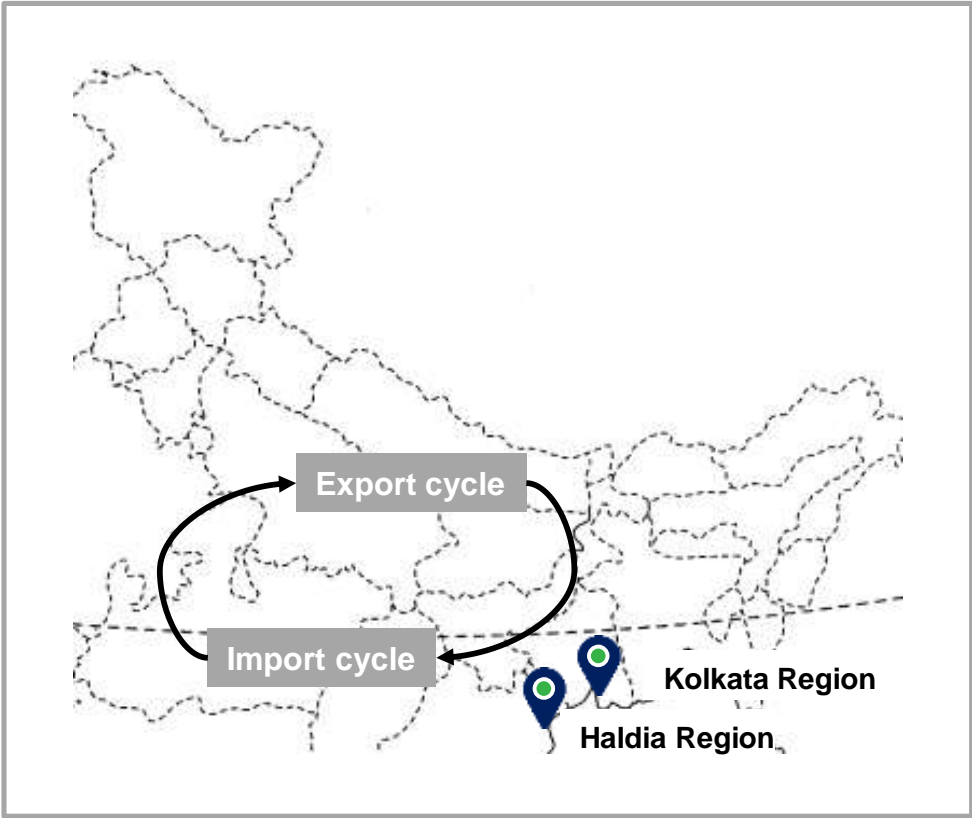 Export cycle
Import cycle
Kolkata Region
Haldia Region